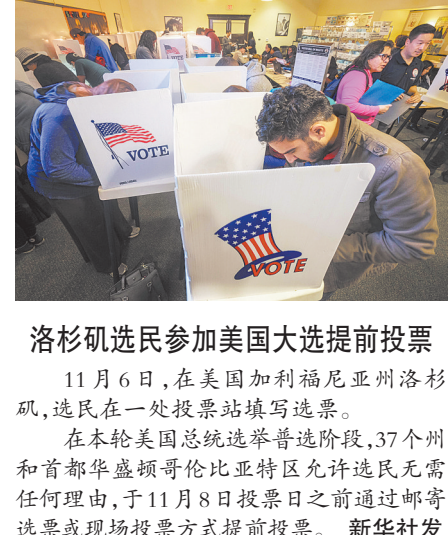 VOTE
VOTE
洛杉矶选民参加美国大选提前投票
11月6日,在美国加利福尼亚州洛杉
矶,选民在一处投票站填写选票。
在本轮美国总统选举普选阶段,37个州
和首都华盛顿哥伦比亚特区允许选民无需
任何理由,于11月8日投票日之前通过邮寄
选票或现场投票方式提前投票。 新华社发